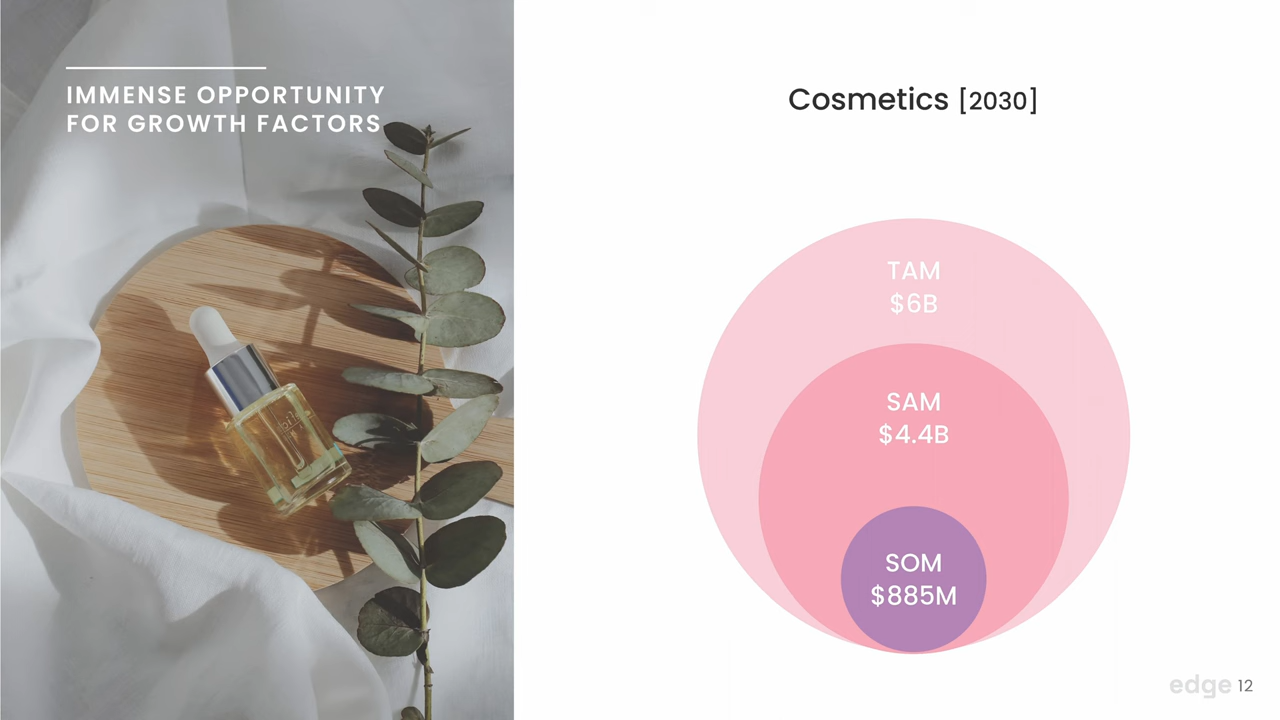 IMMENSE OPPORTUNITY
FOR GROWTH FACTORS
Cosmetics [2030]
TAM
$6B
SAM
$4.4B
SOM
$885M
edge 12